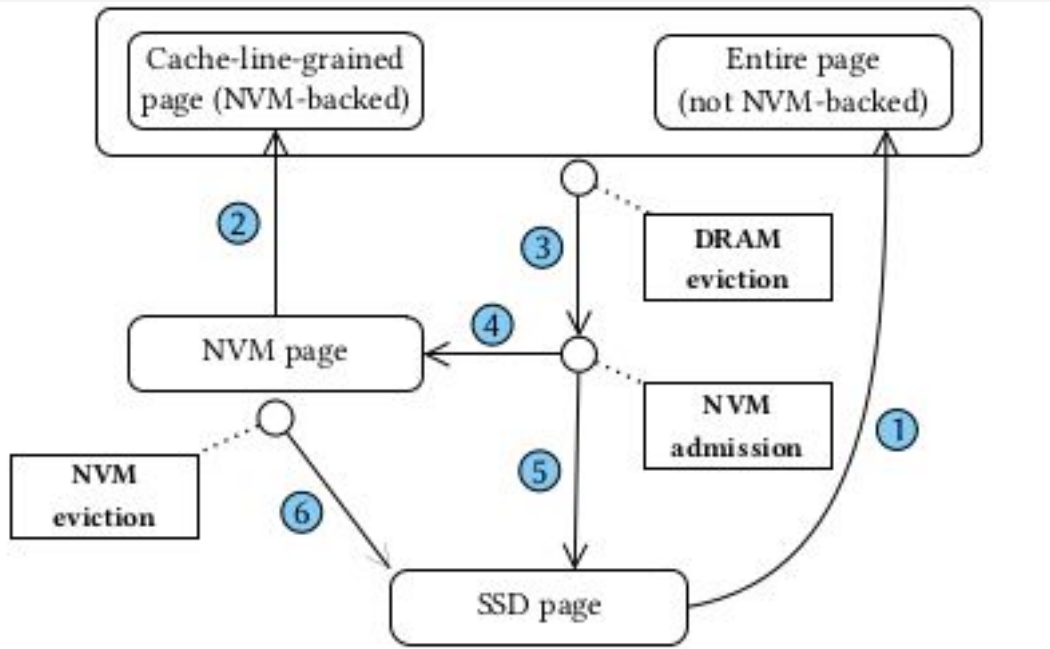 Cache-line-grained
page (NVM-backed)
Entire page
(not NVM-backed)
2
3
DRAM
eviction
4
NVM page
NVM
admission
1
5
NVM
eviction
6
SSD page